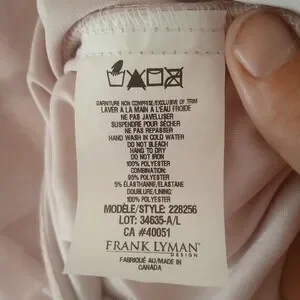 GARNITURE NON COMPRISE/EXCLUSIVE OF TRIM
LAVER A LA MAIN A L'EAU FROIDE
NE PAS JAVELLISER
SUSPENDRE POUR SÉCHER
NE PAS REPASSER
HAND WASH IN COLD WATER
DO NOT BLEACH
HANG TO DRY
DO NOT IRON
100% POLYESTER
COMBINATION:
95% POLYESTER
5% ÉLASTHANNE/ELASTANE
DOUBLURE/LINING:
100% POLYESTER
MODÈLE/STYLE: 228256
LOT: 34635-A/L
CA #40051
FRANK LYMAN
DESIGN
FABRIQUÉ AU/MADE IN
CANADA